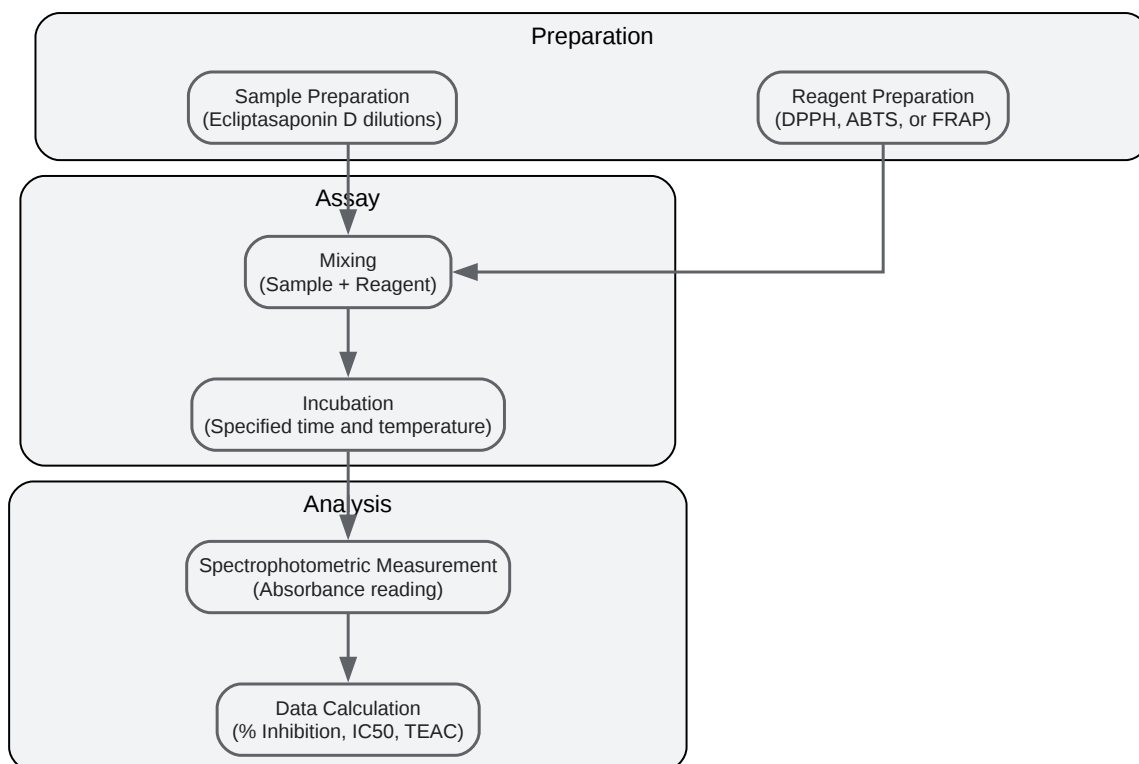 Preparation
Sample Preparation
(Ecliptasaponin D dilutions)
Reagent Preparation
(DPPH, ABTS, or FRAP)
Assay
Mixing
(Sample + Reagent)
Incubation
(Specified time and temperature)
Analysis
Spectrophotometric Measurement
(Absorbance reading)
Data Calculation
(% Inhibition, IC50, TEAC)